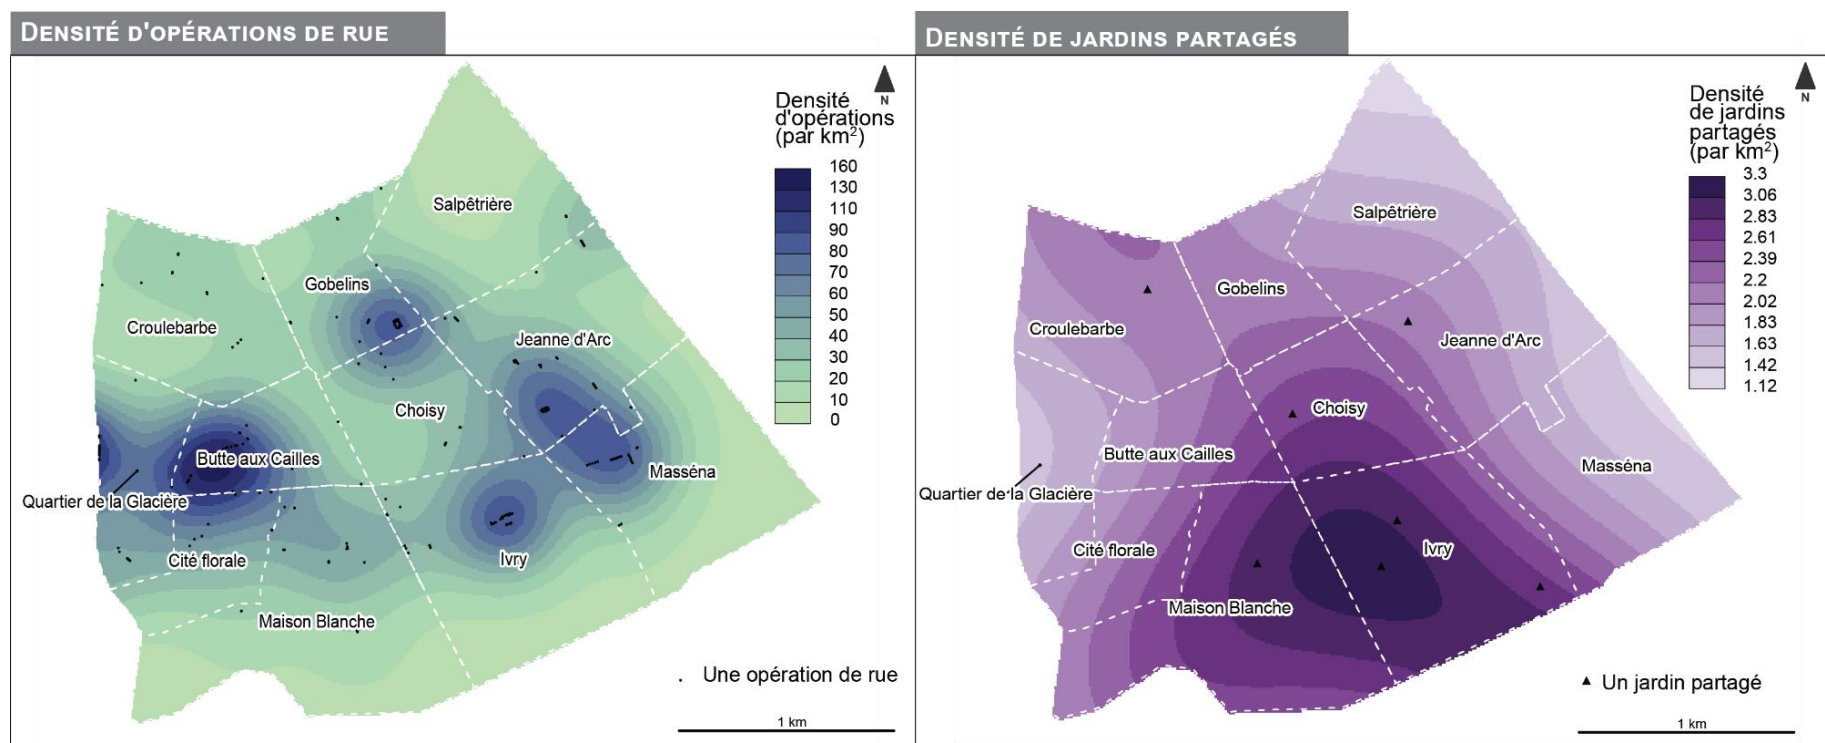 DENSITÉ D'OPÉRATIONS DE RUE
N
Densité
d'opérations
(par km²)
160
130
110
90
80
70
60
50
40
30
20
10
0
Salpêtrière
Gobelins
Croulebarbe
Jeanne d'Arc
Choisy
Butte aux Cailles
Masséna
Quartier de la Glacière
Cité florale
Ivry
Maison Blanche
Une opération de rue
1 km
DENSITÉ DE JARDINS PARTAGÉS
N
Densité
de jardins
partagés
(par km²)
3.3
3.06
2.83
2.61
2.39
2.2
2.02
1.83
1.63
1.42
1.12
Salpêtrière
Gobelins
Croulebarbe
Jeanne d'Arc
Choisy
Butte aux Cailles
Masséna
Quartier de la Glacière
Cité florale
Ivry
Maison Blanche
Un jardin partagé
1 km